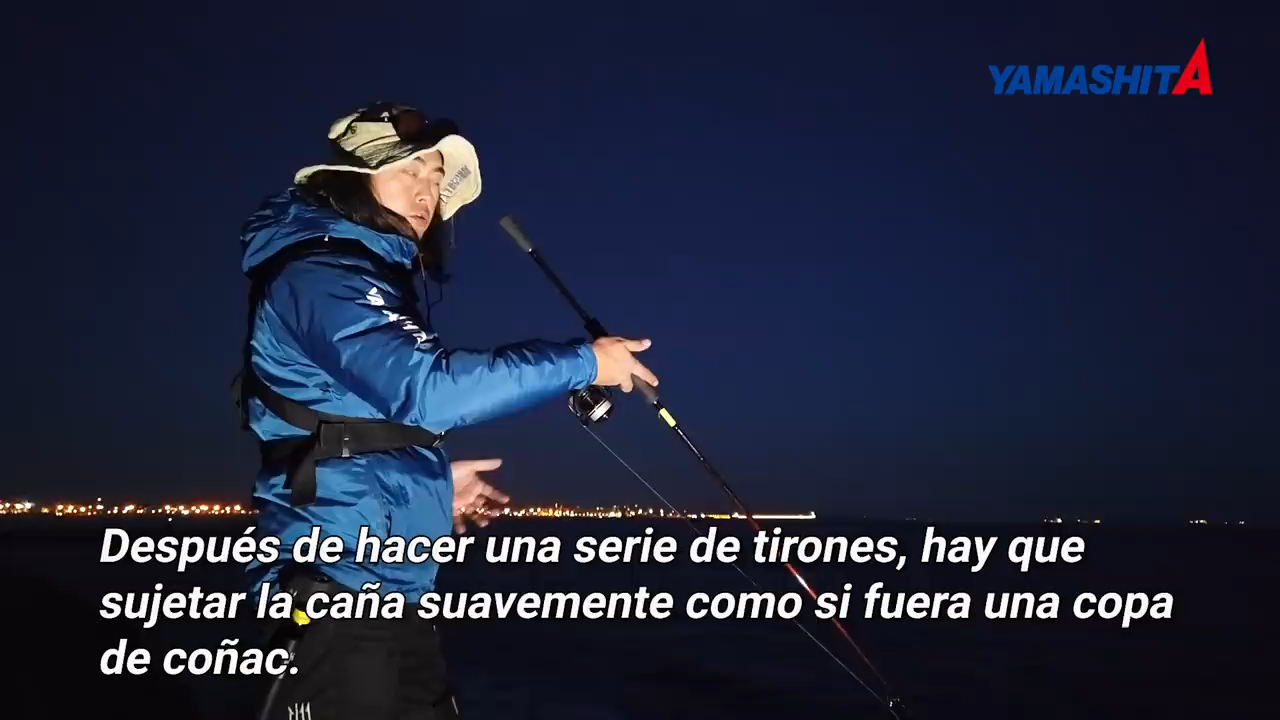 YAMASHITA
Después de hacer una serie de tirones, hay que
sujetar la caña suavemente como si fuera una copa
de coñac.